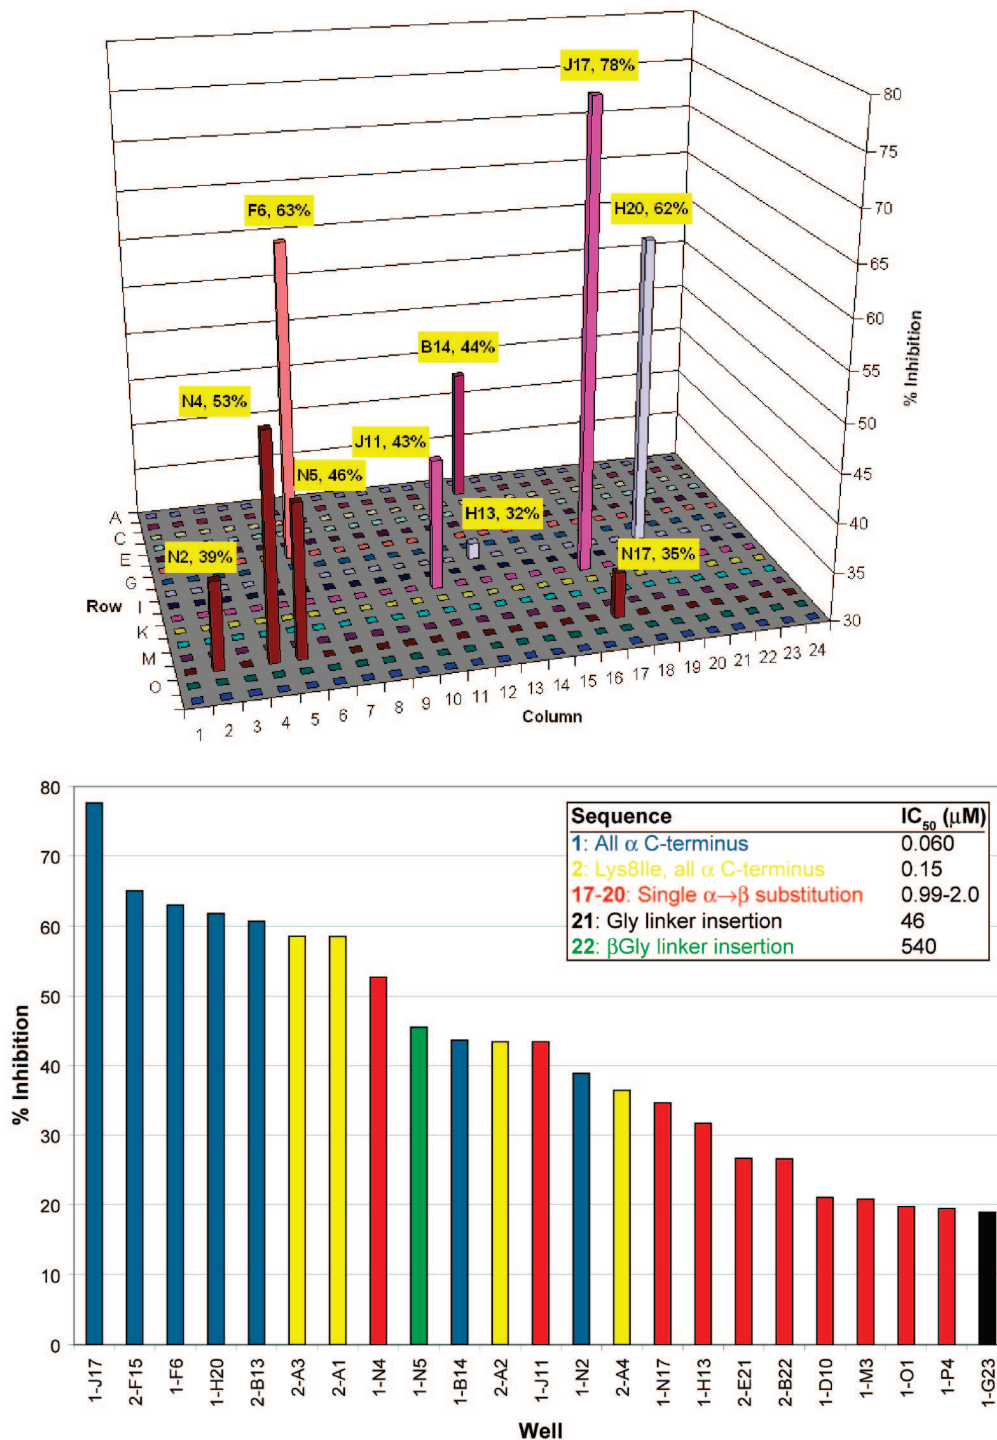 J17, 78%
80
75
F6, 63%
H20, 62%
70
65
60
B14, 44%
% Inhibition
55
N4, 53%
50
J11, 43%
N5, 46%
45
H13, 32%
40
A
C
E
N2, 39%
N17, 35%
35
G
Row
I
30
K
M
O
1 2 3 4 5 6 7 8 9 10 11 12 13 14 15 16 17 18 19 20 21 22 23 24
Column
80
Sequence IC50 (μM)
1: All α C-terminus 0.060
2: Lys8Ile, all α C-terminus 0.15
17-20: Single α→β substitution 0.99-2.0
21: Gly linker insertion 46
22: βGly linker insertion 540
70
60
50
40
% Inhibition
30
20
10
0
1-J17 2-F15 1-F6 1-H20 2-B13 2-A3 2-A1 1-N4 1-N5 1-B14 2-A2 1-J11 1-N2 2-A4 1-N17 1-H13 2-E21 2-B22 1-D10 1-M3 1-O1 1-P4 1-G23
Well